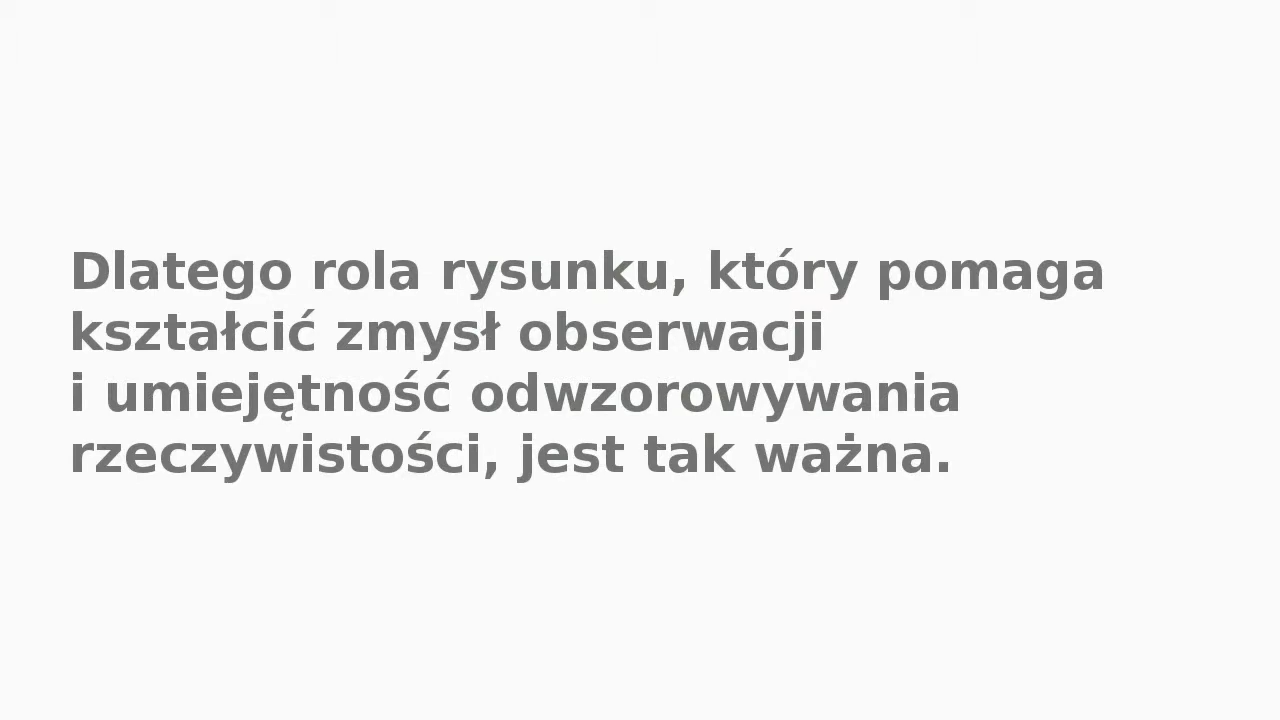 Dlatego rola rysunku, który pomaga
kształcić zmysł obserwacji
i umiejętność odwzorowywania
rzeczywistości, jest tak ważna.